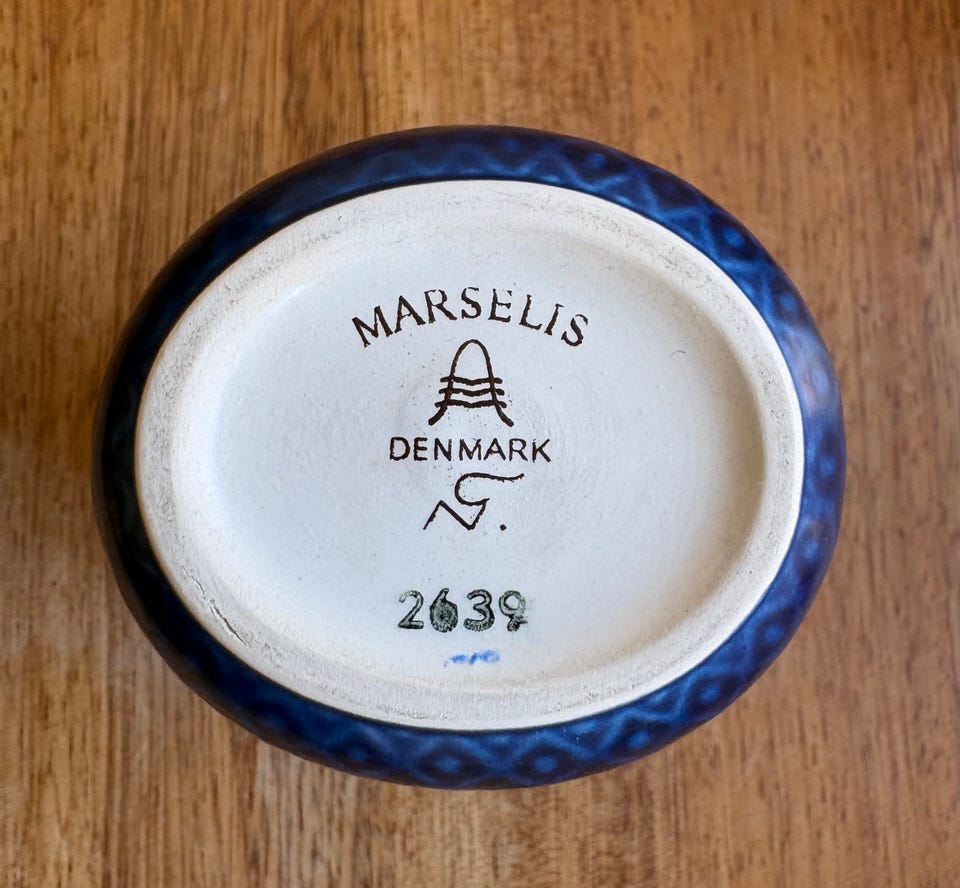 MARSELIS
DENMARK
N.
2639